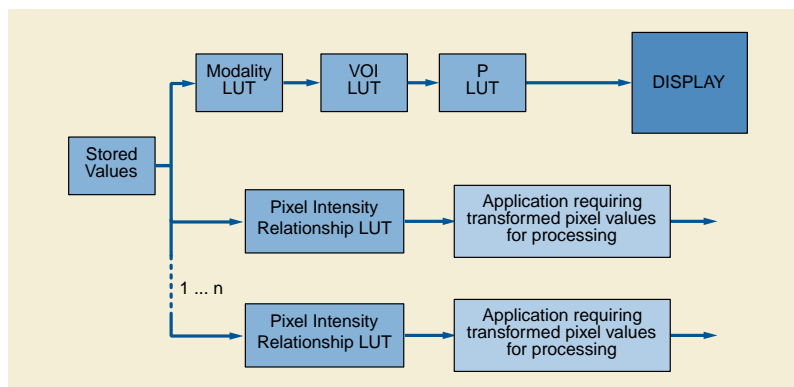 Modality
LUT
VOI
LUT
P
LUT
DISPLAY
Stored
Values
Pixel Intensity
Relationship LUT
Application requiring
transformed pixel values
for processing
1 ... n
Pixel Intensity
Relationship LUT
Application requiring
transformed pixel values
for processing